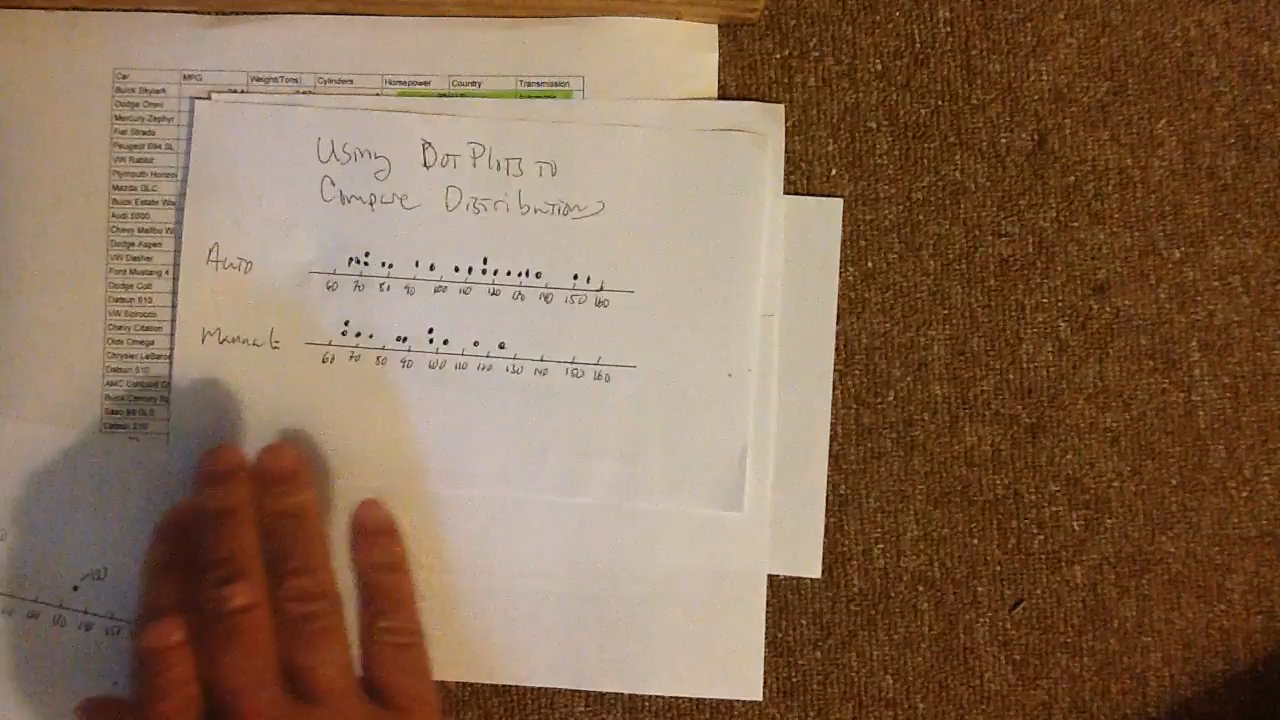 Car MPG Weight/Tons Cylinders Horsepower Country Transmission
Buick Skylark
Dodge Omni
Mercury Zephyr
Fiat Strada
Peugeot 694 SL
VW Rabbit
Plymouth Horizon
Mazda GLC
Buick Estate
Audi 5000
Chevy Malibu W
Dodge Aspen
VW Dasher
Ford Mustang 4
Dodge Colt
Datsun 810
VW Scirocco
Chevy Citation
Olds Omega
Chrysler LeBaron
Datsun 510
AMC Concord
Buick Century
Saab 99 GLE
Datsun 210
Using Dot Plots to
Compare Distributions
Auto
60 70 80 90 100 110 120 130 140 150 160
Manual
60 70 80 90 100 110 120 130 140 150 160